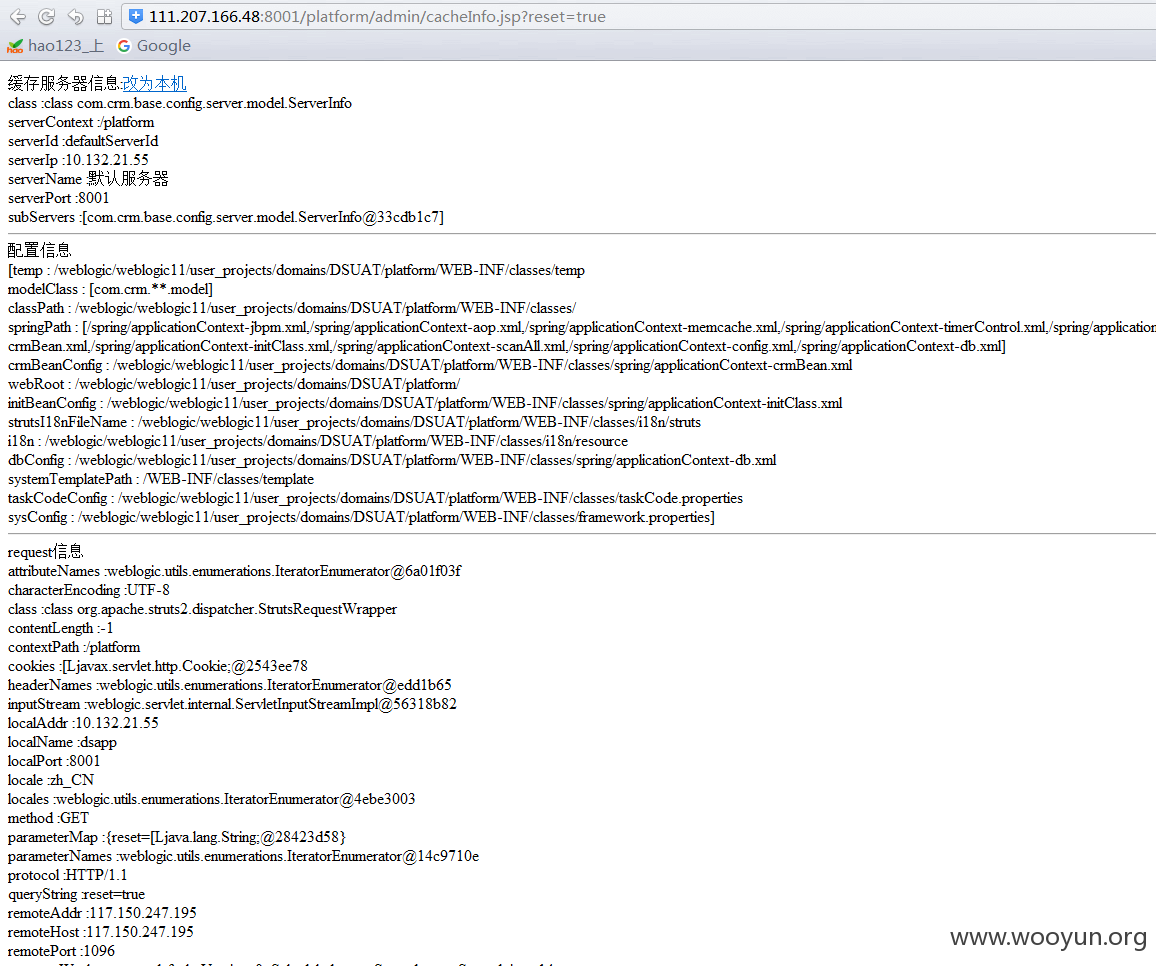 111.207.166.48:8001/platform/admin/cacheInfo.jsp?reset=true
hao123_上 Google
缓存服务器信息:改为本机
class :class com.crm.base.config.server.model.ServerInfo
serverContext :/platform
serverId :defaultServerId
serverIp :10.132.21.55
serverName :默认服务器
serverPort :8001
subServers :[com.crm.base.config.server.model.ServerInfo@33cdb1c7]
配置信息
[temp : /weblogic/weblogic11/user_projects/domains/DSUAT/platform/WEB-INF/classes/temp
modelClass : [com.crm.**.model]
classPath : /weblogic/weblogic11/user_projects/domains/DSUAT/platform/WEB-INF/classes/
springPath : [/spring/applicationContext-jbpm.xml,/spring/applicationContext-aop.xml,/spring/applicationContext-memcache.xml,/spring/applicationContext-timerControl.xml,/spring/application
crmBean.xml,/spring/applicationContext-initClass.xml,/spring/applicationContext-scanAll.xml,/spring/applicationContext-config.xml,/spring/applicationContext-db.xml]
crmBeanConfig : /weblogic/weblogic11/user_projects/domains/DSUAT/platform/WEB-INF/classes/spring/applicationContext-crmBean.xml
webRoot : /weblogic/weblogic11/user_projects/domains/DSUAT/platform/
initBeanConfig : /weblogic/weblogic11/user_projects/domains/DSUAT/platform/WEB-INF/classes/spring/applicationContext-initClass.xml
strutsI18nFileName : /weblogic/weblogic11/user_projects/domains/DSUAT/platform/WEB-INF/classes/i18n/struts
i18n : /weblogic/weblogic11/user_projects/domains/DSUAT/platform/WEB-INF/classes/i18n/resource
dbConfig : /weblogic/weblogic11/user_projects/domains/DSUAT/platform/WEB-INF/classes/spring/applicationContext-db.xml
systemTemplatePath : /WEB-INF/classes/template
taskCodeConfig : /weblogic/weblogic11/user_projects/domains/DSUAT/platform/WEB-INF/classes/taskCode.properties
sysConfig : /weblogic/weblogic11/user_projects/domains/DSUAT/platform/WEB-INF/classes/framework.properties]
request信息
attributeNames :weblogic.utils.enumerations.IteratorEnumerator@6a01f03f
characterEncoding :UTF-8
class :class org.apache.struts2.dispatcher.StrutsRequestWrapper
contentLength :-1
contextPath :/platform
cookies :[Ljavax.servlet.http.Cookie;@2543ee78
headerNames :weblogic.utils.enumerations.IteratorEnumerator@edd1b65
inputStream :weblogic.servlet.internal.ServletInputStreamImpl@56318b82
localAddr :10.132.21.55
localName :dsapp
localPort :8001
locale :zh_CN
locales :weblogic.utils.enumerations.IteratorEnumerator@4ebe3003
method :GET
parameterMap :{reset=[Ljava.lang.String;@28423d58}
parameterNames :weblogic.utils.enumerations.IteratorEnumerator@14c9710e
protocol :HTTP/1.1
queryString :reset=true
remoteAddr :117.150.247.195
remoteHost :117.150.247.195
remotePort :1096
www.wooyun.org